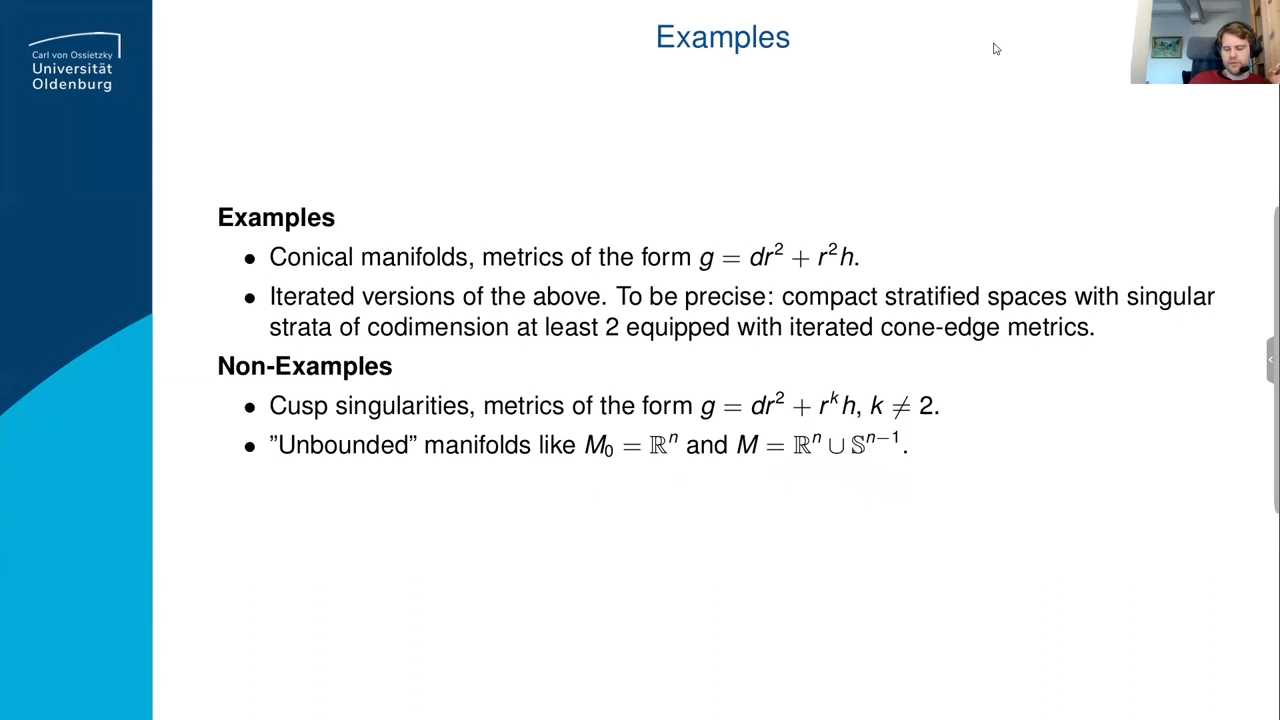 Carl von Ossietzky
Universität
Oldenburg
Examples
Examples
• Conical manifolds, metrics of the form g = dr² + r²h.
• Iterated versions of the above. To be precise: compact stratified spaces with singular
strata of codimension at least 2 equipped with iterated cone-edge metrics.
Non-Examples
• Cusp singularities, metrics of the form g = dr² + rᵏh, k ≠ 2.
• ”Unbounded” manifolds like M₀ = ℝⁿ and M = ℝⁿ ∪ 𝕊ⁿ⁻¹.